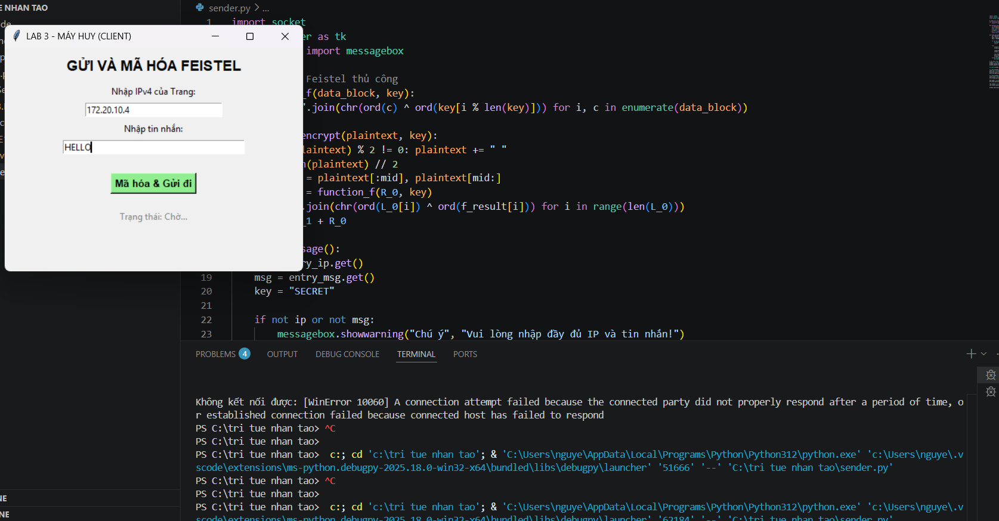 E NHAN TAO
sender.py > ...
1 import socket
LAB 3 - MÁY HUY (CLIENT)
er as tk
import messagebox
GỬI VÀ MÃ HÓA FEISTEL
Feistel thủ công
Nhập IPv4 của Trang:
_f(data_block, key):
172.20.10.4
'.join(chr(ord(c) ^ ord(key[i % len(key)])) for i, c in enumerate(data_block))
Nhập tin nhắn:
encrypt(plaintext, key):
HELLO
laintext) % 2 != 0: plaintext += " "
n(plaintext) // 2
= plaintext[:mid], plaintext[mid:]
Mã hóa & Gửi đi
= function_f(R_0, key)
.join(chr(ord(L_0[i]) ^ ord(f_result[i])) for i in range(len(L_0)))
Trạng thái: Chờ...
_1 + R_0
sage():
ry_ip.get()
19 msg = entry_msg.get()
20 key = "SECRET"
21
22 if not ip or not msg:
23 messagebox.showwarning("Chú ý", "Vui lòng nhập đầy đủ IP và tin nhắn!")
PROBLEMS 4 OUTPUT DEBUG CONSOLE TERMINAL PORTS
Không kết nối được: [WinError 10060] A connection attempt failed because the connected party did not properly respond after a period of time, o
r established connection failed because connected host has failed to respond
PS C:\tri tue nhan tao> ^C
PS C:\tri tue nhan tao>
PS C:\tri tue nhan tao>  c:; cd 'c:\tri tue nhan tao'; & 'C:\Users\nguye\AppData\Local\Programs\Python\Python312\python.exe' 'c:\Users\nguye\.v
scode\extensions\ms-python.debugpy-2025.18.0-win32-x64\bundled\libs\debugpy\launcher' '51666' '--' 'C:\tri tue nhan tao\sender.py'
PS C:\tri tue nhan tao> ^C
PS C:\tri tue nhan tao>
PS C:\tri tue nhan tao>  c:; cd 'c:\tri tue nhan tao'; & 'C:\Users\nguye\AppData\Local\Programs\Python\Python312\python.exe' 'c:\Users\nguye\.v
scode\extensions\ms-python.debugpy-2025.18.0-win32-x64\bundled\libs\debugpy\launcher' '62184' '--' 'C:\tri tue nhan tao\sender.py'
NE
NE